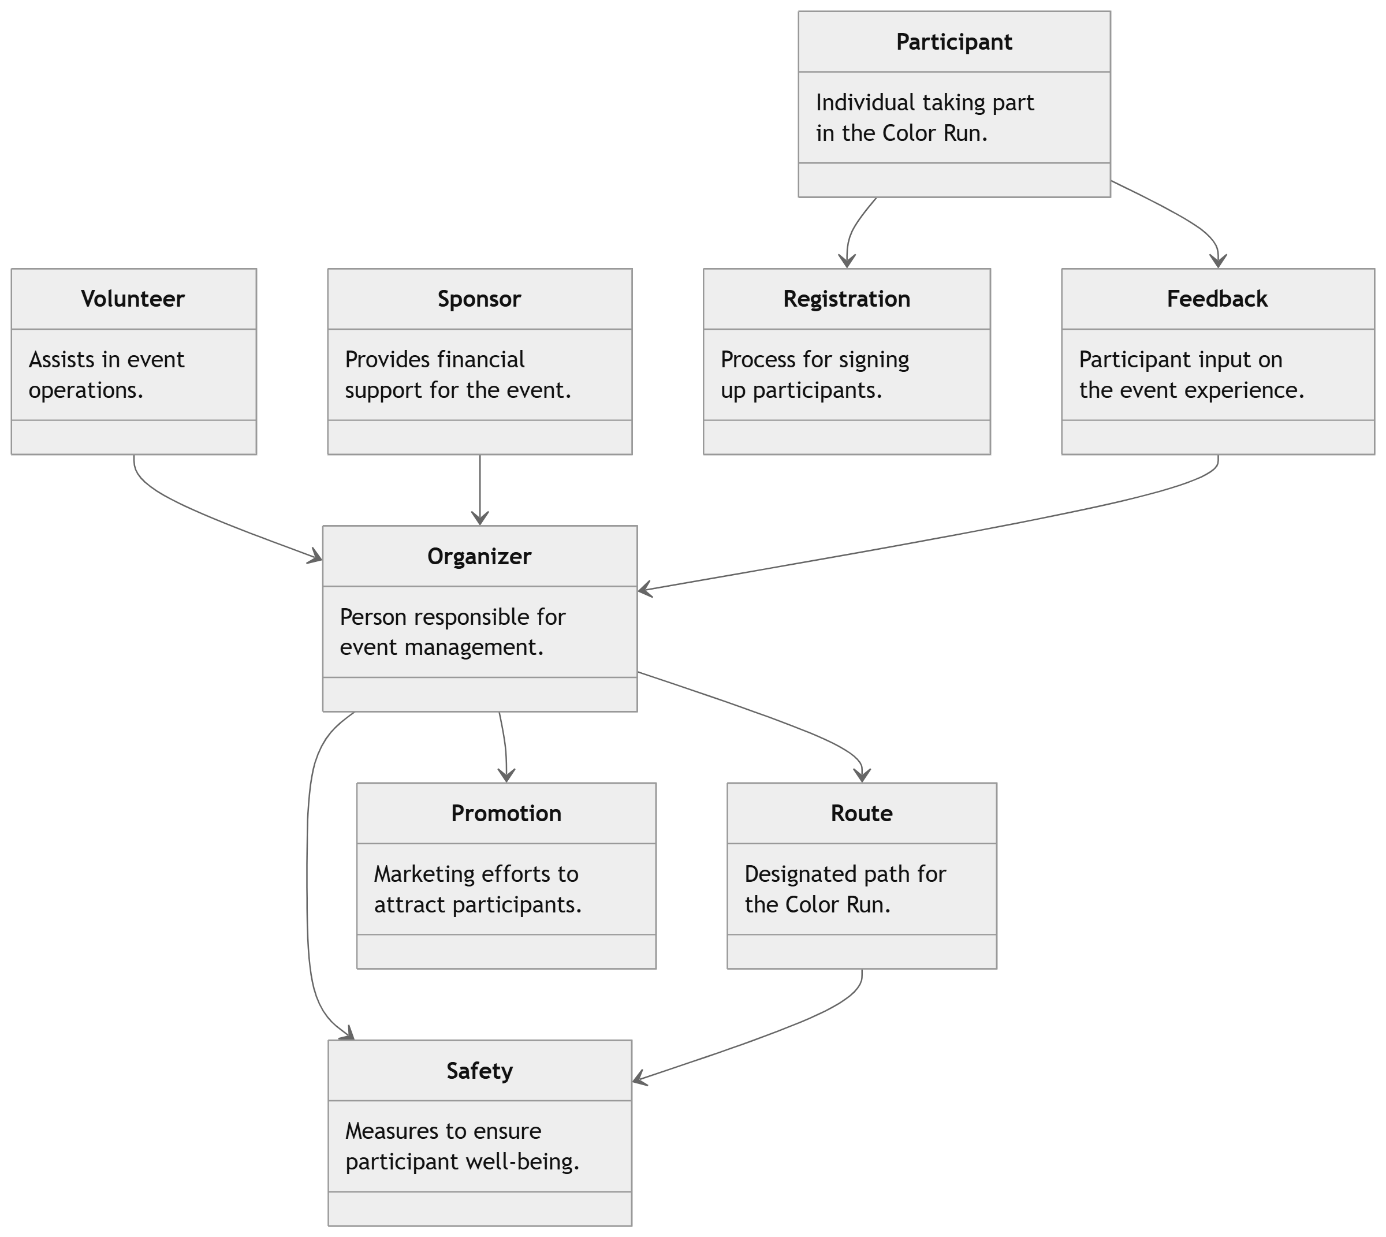 Participant
Individual taking part
in the Color Run.
Volunteer
Assists in event
operations.
Sponsor
Provides financial
support for the event.
Registration
Process for signing
up participants.
Feedback
Participant input on
the event experience.
Organizer
Person responsible for
event management.
Promotion
Marketing efforts to
attract participants.
Route
Designated path for
the Color Run.
Safety
Measures to ensure
participant well-being.